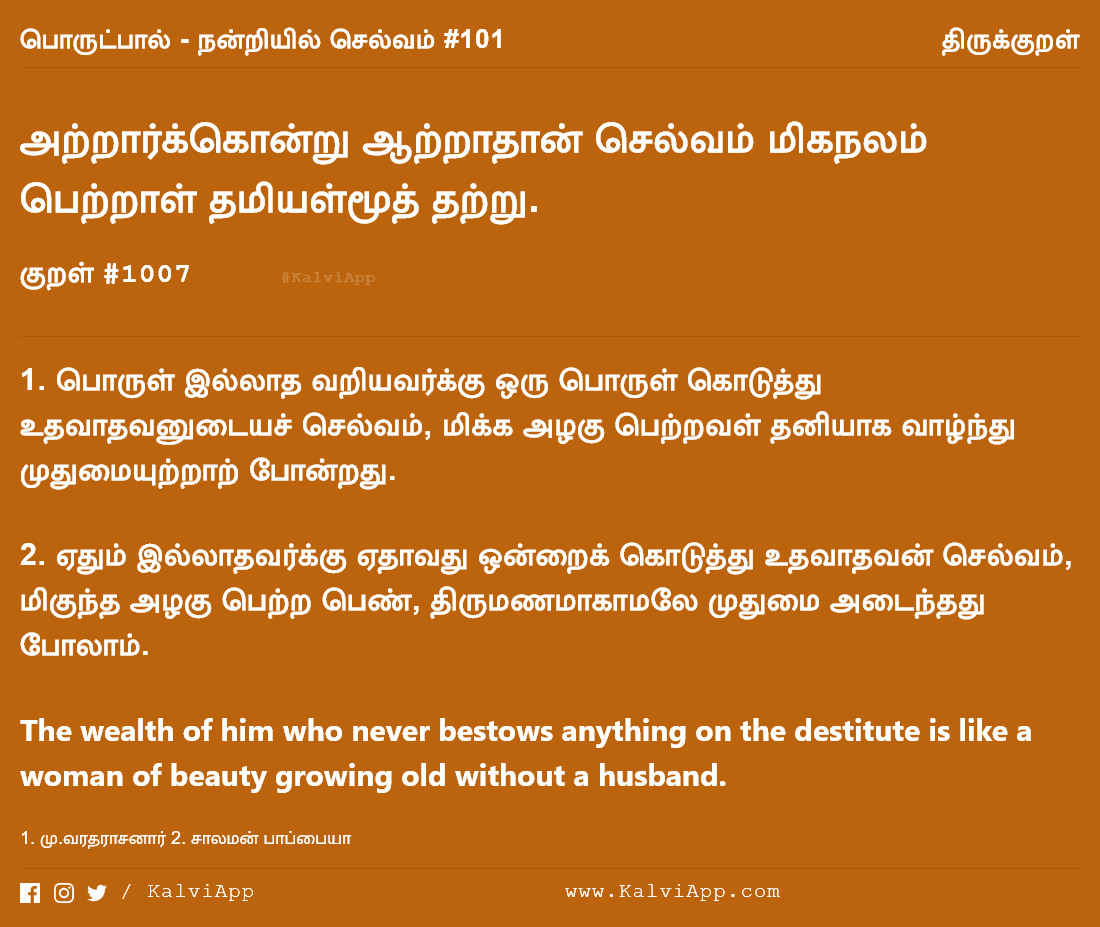 பொருட்பால் - நன்றியில் செல்வம் #101 திருக்குறள்
அற்றார்க்கொன்று ஆற்றாதான் செல்வம் மிகநலம்
பெற்றாள் தமியள்மூத் தற்று.
குறள் #1007 #KalviApp
1. பொருள் இல்லாத வறியவர்க்கு ஒரு பொருள் கொடுத்து
உதவாதவனுடையச் செல்வம், மிக்க அழகு பெற்றவள் தனியாக வாழ்ந்து
முதுமையுற்றாற் போன்றது.
2. ஏதும் இல்லாதவர்க்கு ஏதாவது ஒன்றைக் கொடுத்து உதவாதவன் செல்வம்,
மிகுந்த அழகு பெற்ற பெண், திருமணமாகாமலே முதுமை அடைந்தது
போலாம்.
The wealth of him who never bestows anything on the destitute is like a
woman of beauty growing old without a husband.
1. மு.வரதராசனார் 2. சாலமன் பாப்பையா
/ KalviApp www.KalviApp.com